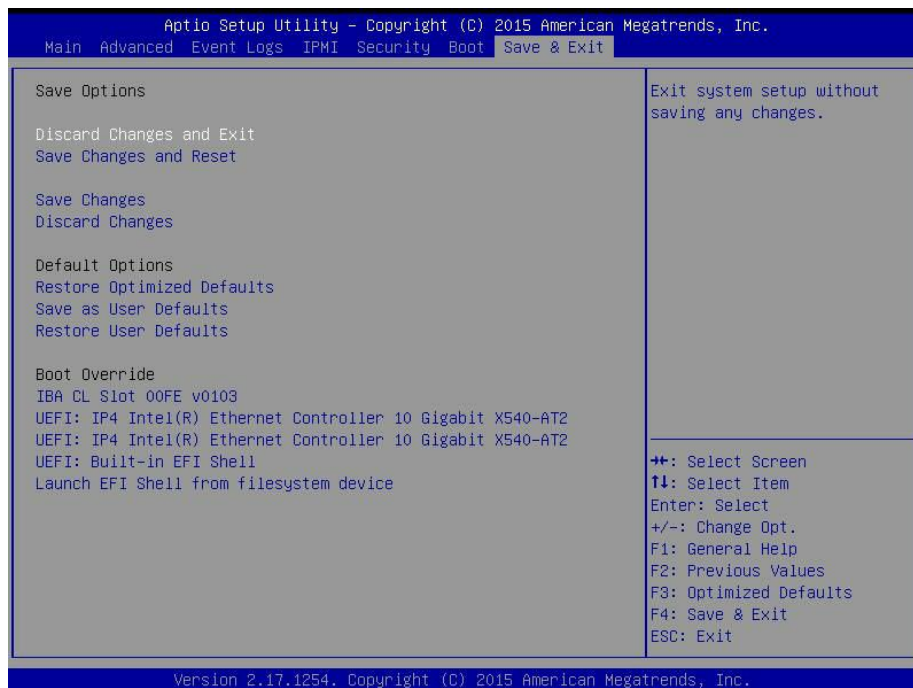 Aptio Setup Utility – Copyright (C) 2015 American Megatrends, Inc.
Main Advanced Event Logs IPMI Security Boot Save & Exit
Save Options
Discard Changes and Exit
Save Changes and Reset
Save Changes
Discard Changes
Default Options
Restore Optimized Defaults
Save as User Defaults
Restore User Defaults
Boot Override
IBA CL Slot 00FE v0103
UEFI: IP4 Intel(R) Ethernet Controller 10 Gigabit X540-AT2
UEFI: IP4 Intel(R) Ethernet Controller 10 Gigabit X540-AT2
UEFI: Built-in EFI Shell
Launch EFI Shell from filesystem device
Exit system setup without
saving any changes.
→←: Select Screen
↑↓: Select Item
Enter: Select
+/-: Change Opt.
F1: General Help
F2: Previous Values
F3: Optimized Defaults
F4: Save & Exit
ESC: Exit
Version 2.17.1254. Copyright (C) 2015 American Megatrends, Inc.